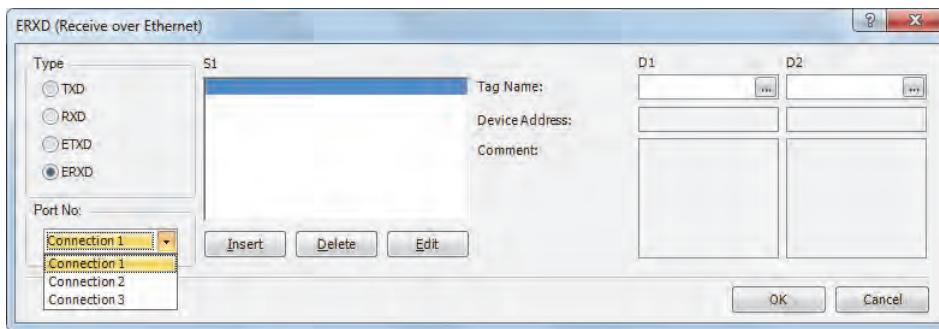 ERXD (Receive over Ethernet)
Type
TXD
RXD
ETXD
ERXD
Port No:
Connection 1
Connection 1
Connection 2
Connection 3
S1
Insert Delete Edit
D1 D2
Tag Name: ... ...
Device Address:
Comment:
OK Cancel